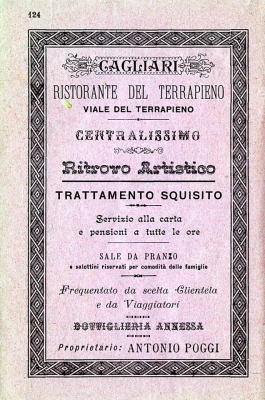 124
CAGLIARI
RISTORANTE DEL TERRAPIENO
VIALE DEL TERRAPIENO
CENTRALISSIMO
Ritrovo Artistico
TRATTAMENTO SQUISITO
Servizio alla carta
e pensioni a tutte le ore
SALE DA PRANZO
e salottini riservati per comodità delle famiglie
Frequentato da scelta Clientela
e da Viaggiatori
BOTTIGLIERIA ANNESSA
Proprietario: ANTONIO POGGI